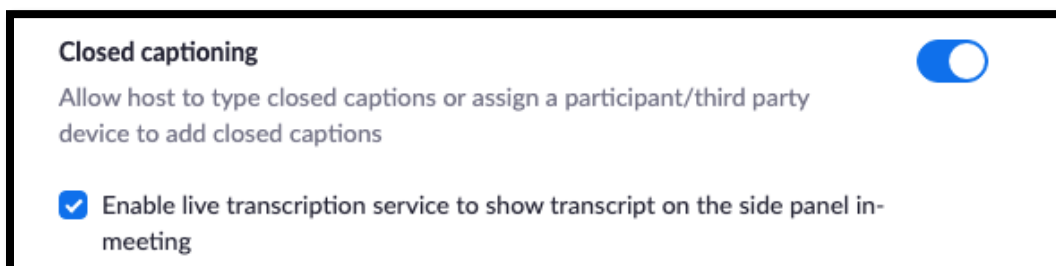 Closed captioning
Allow host to type closed captions or assign a participant/third party
device to add closed captions
Enable live transcription service to show transcript on the side panel in-
meeting